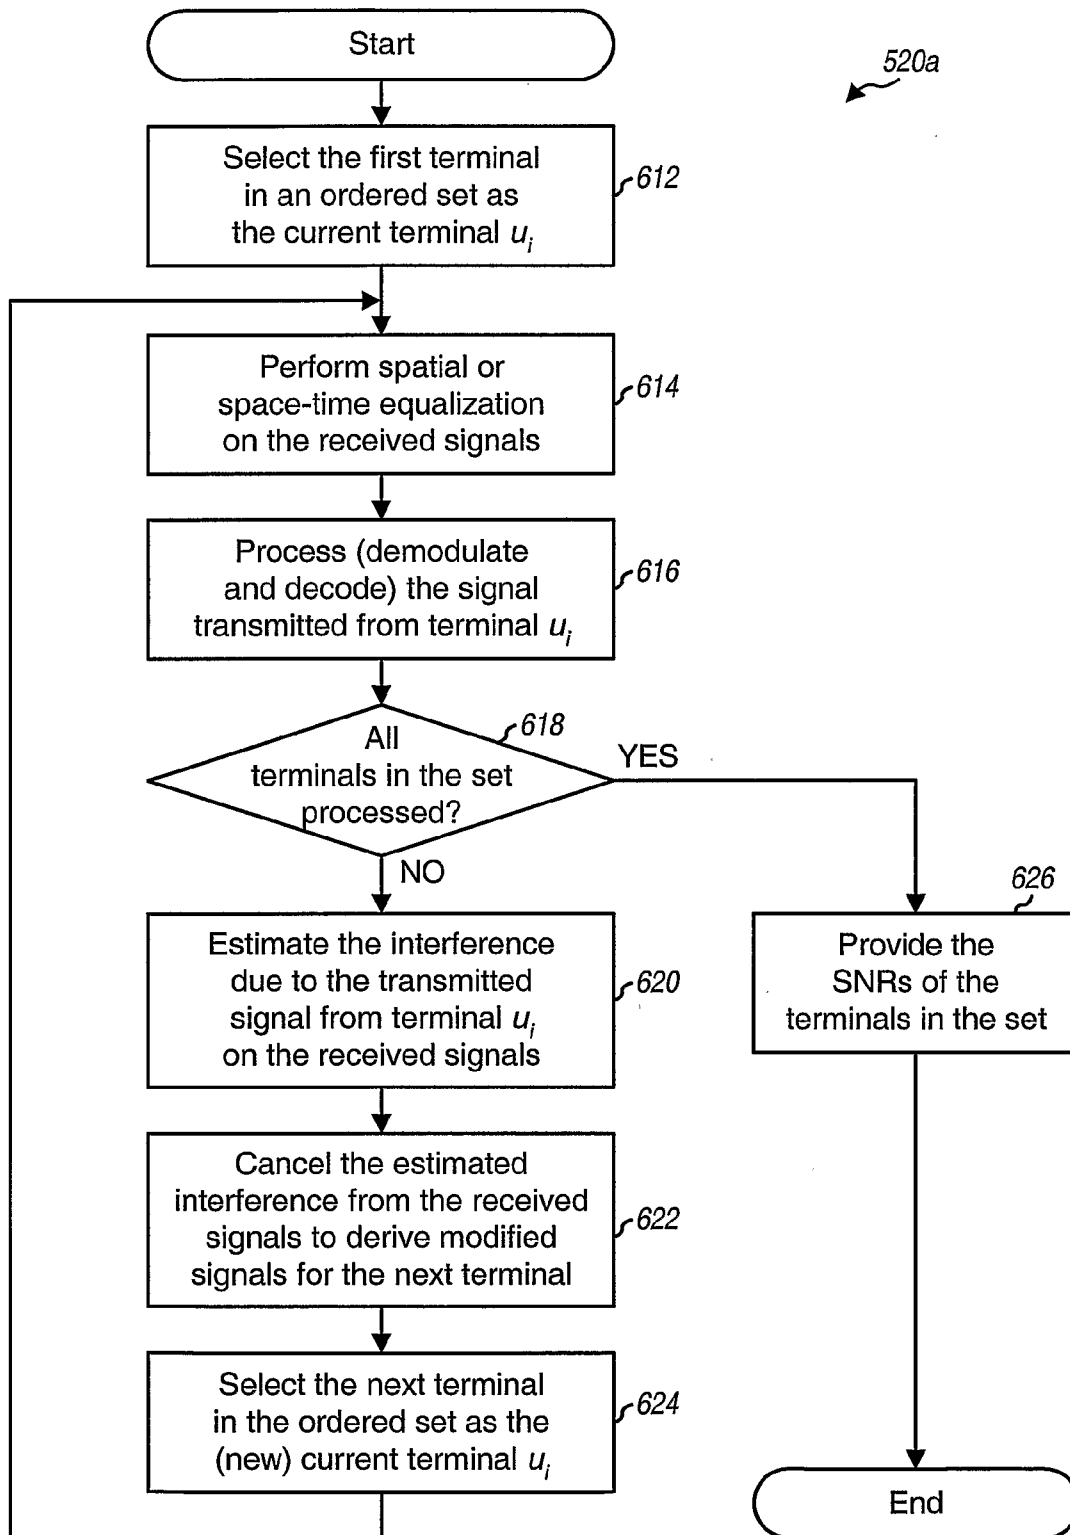 Start
520a
Select the first terminal
in an ordered set as
the current terminal u_i
612
Perform spatial or
space-time equalization
on the received signals
614
Process (demodulate
and decode) the signal
transmitted from terminal u_i
616
618
All
terminals in the set
processed?
YES
NO
626
Estimate the interference
due to the transmitted
signal from terminal u_i
on the received signals
620
Provide the
SNRs of the
terminals in the set
Cancel the estimated
interference from the received
signals to derive modified
signals for the next terminal
622
Select the next terminal
in the ordered set as the
(new) current terminal u_i
624
End